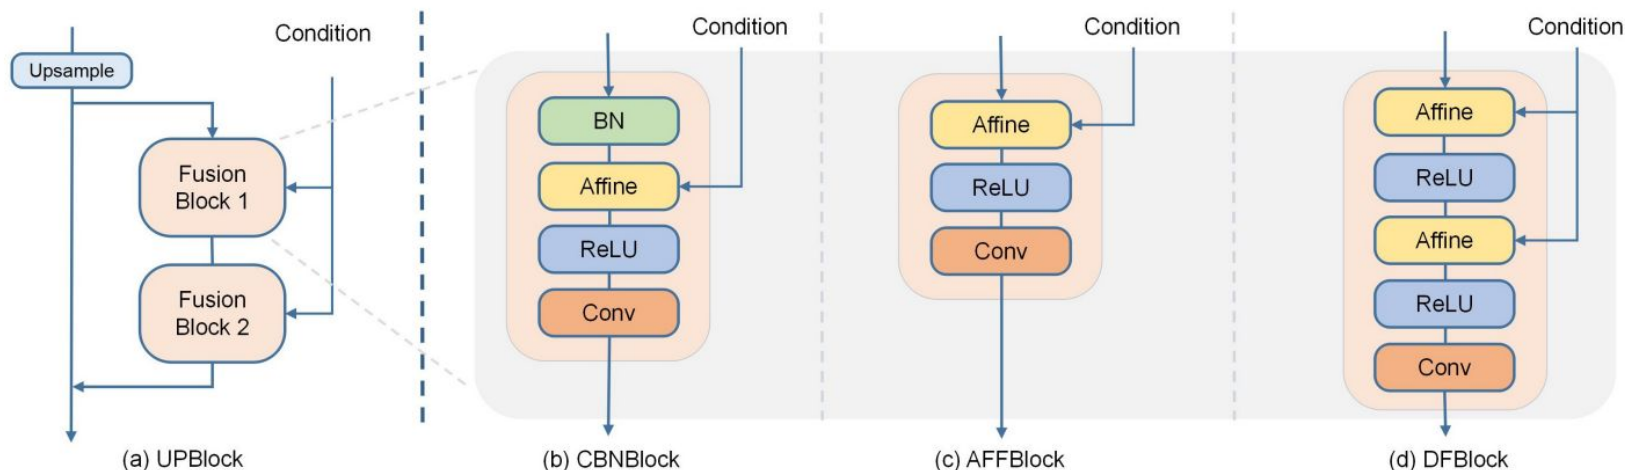 Condition
Upsample
Fusion
Block 1
Fusion
Block 2
(a) UPBlock
Condition
BN
Affine
ReLU
Conv
(b) CBNBlock
Condition
Affine
ReLU
Conv
(c) AFFBlock
Condition
Affine
ReLU
Affine
ReLU
Conv
(d) DFBlock